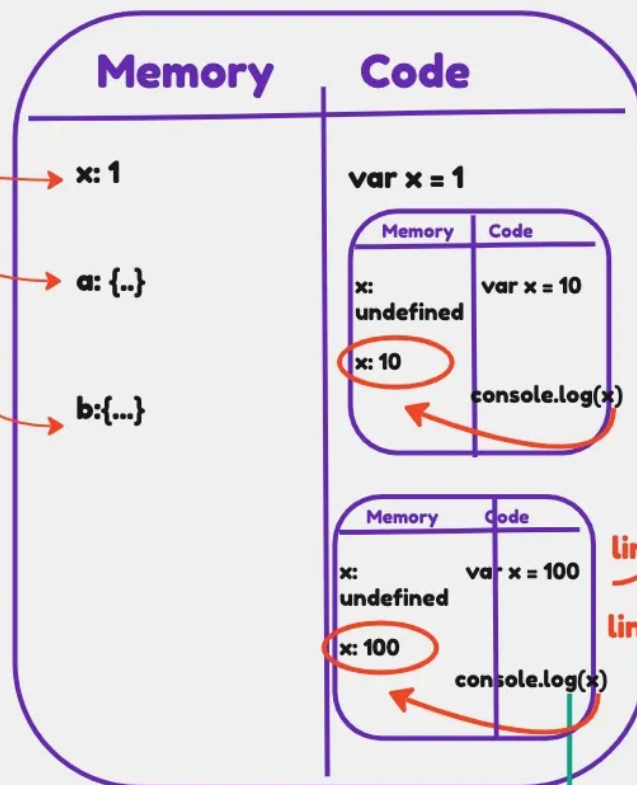 Memory Code
x: 1
var x = 1
a: {..}
b:{...}
Memory Code
x:
undefined
var x = 10
x: 10
console.log(x)
Memory Code
x:
undefined
var x = 100
x: 100
console.log(x)